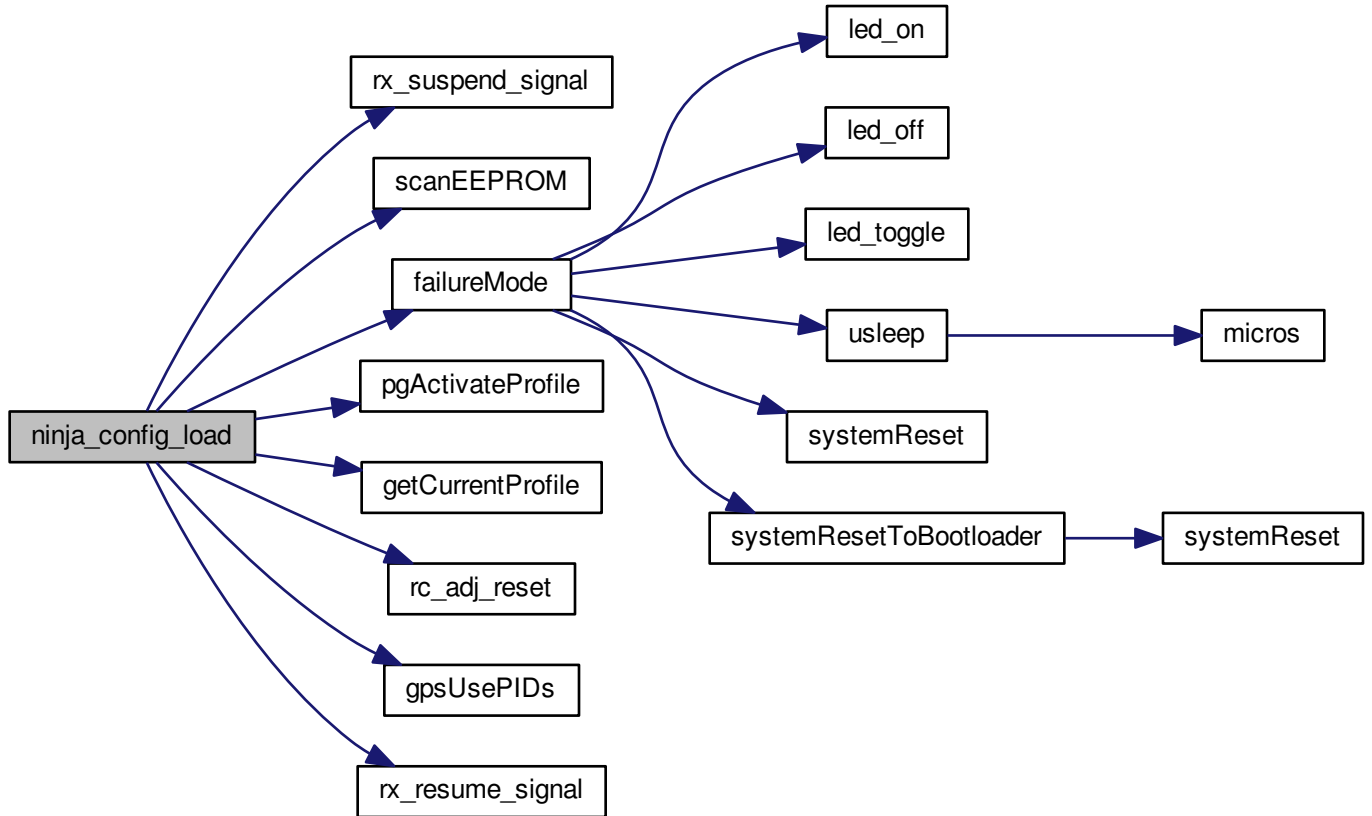 led_on
rx_suspend_signal
led_off
scanEEPROM
led_toggle
failureMode
usleep
micros
pgActivateProfile
ninja_config_load
systemReset
getCurrentProfile
systemResetToBootloader
systemReset
rc_adj_reset
gpsUsePIDs
rx_resume_signal